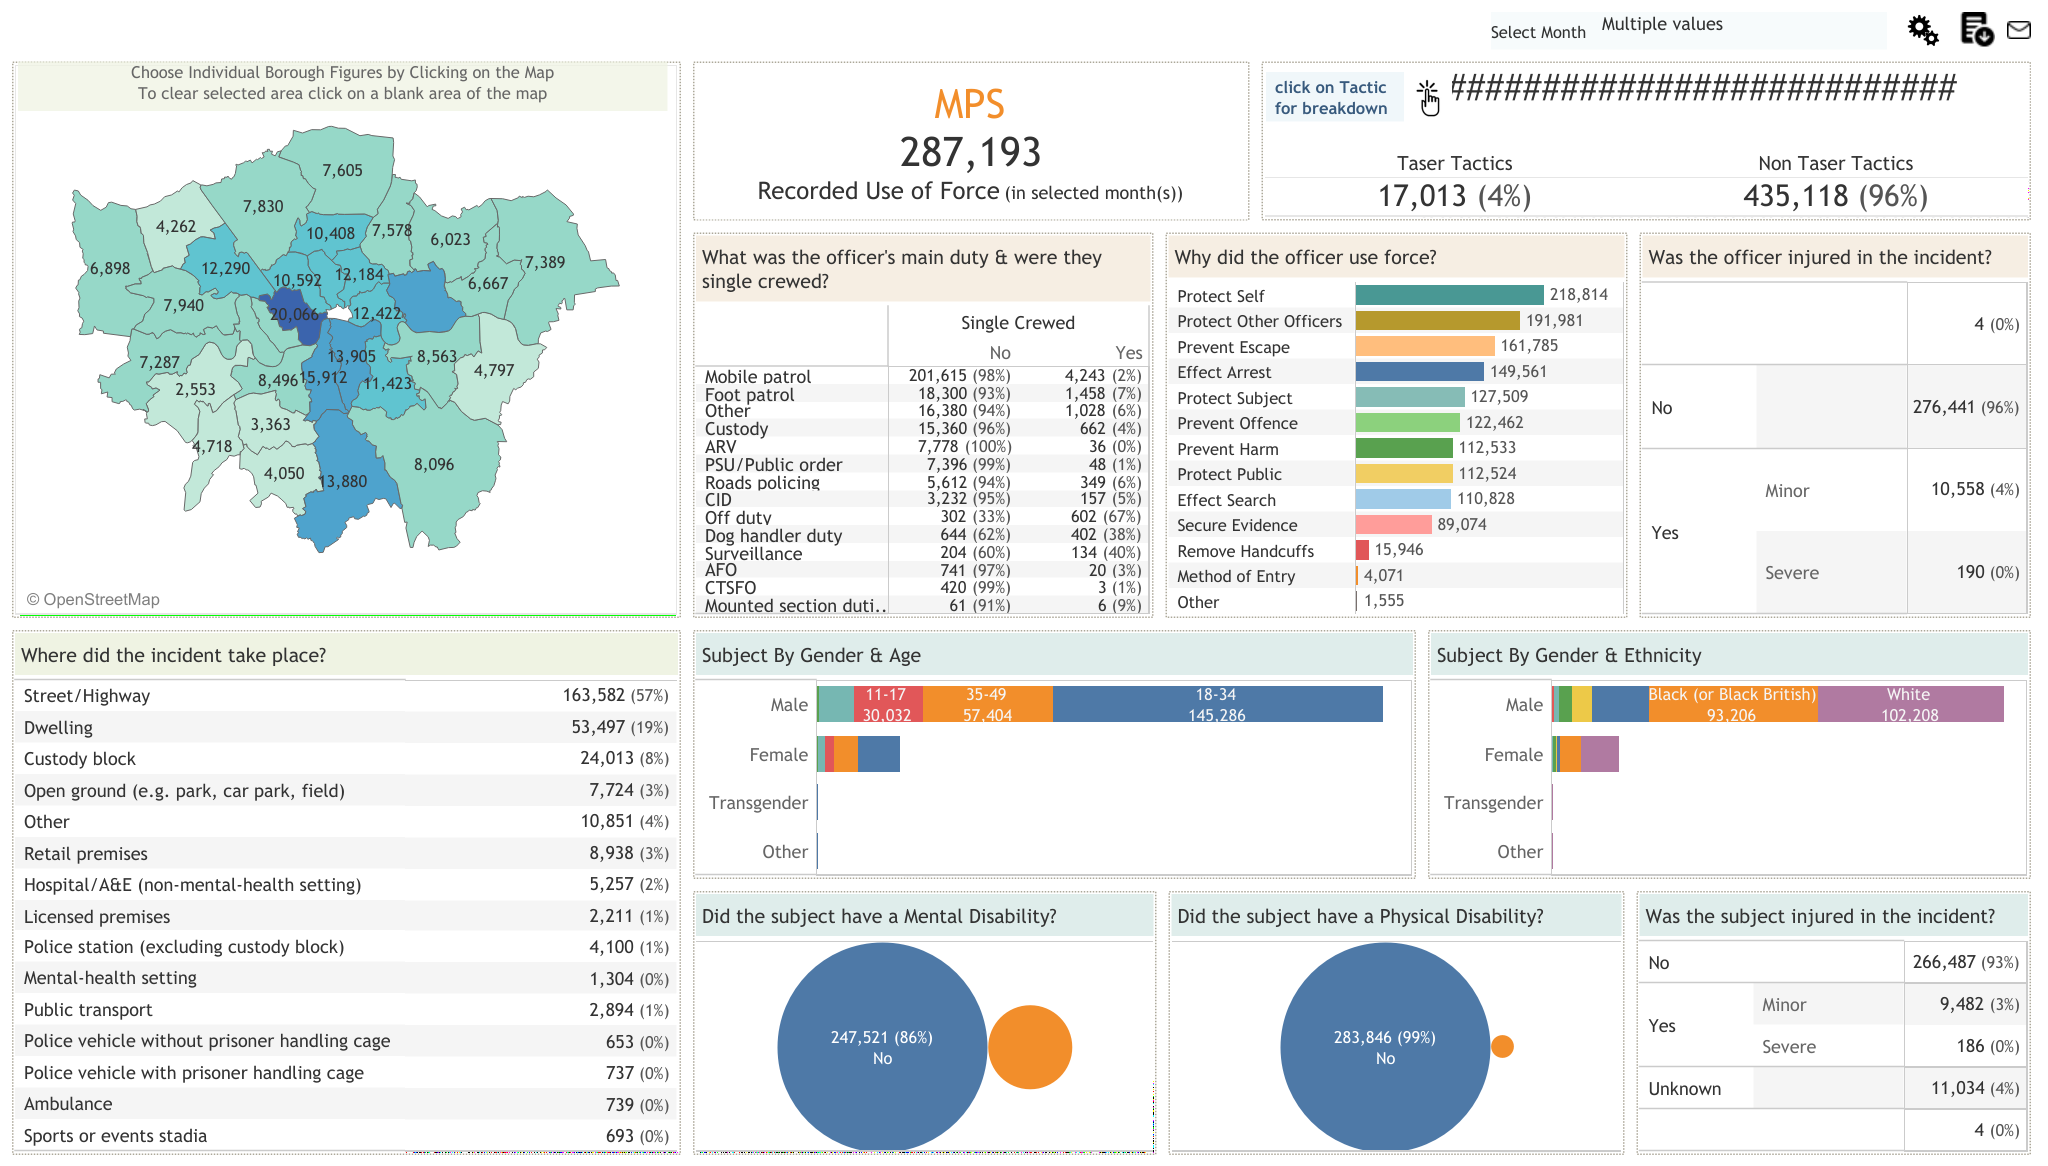 Select Month Multiple values
Choose Individual Borough Figures by Clicking on the Map
To clear selected area click on a blank area of the map
7,605
7,830
4,262
10,408
7,578
6,023
6,898
12,290
10,592
12,184
7,389
6,667
7,940
20,066
12,422
7,287
13,905
8,563
4,797
2,553
8,496
15,912
11,423
3,363
4,718
4,050
13,880
8,096
© OpenStreetMap
MPS
287,193
Recorded Use of Force (in selected month(s))
click on Tactic
for breakdown
############################
Taser Tactics Non Taser Tactics
17,013 (4%) 435,118 (96%)
What was the officer's main duty & were they
single crewed?
Single Crewed
No Yes
Mobile patrol 201,615 (98%) 4,243 (2%)
Foot patrol 18,300 (93%) 1,458 (7%)
Other 16,380 (94%) 1,028 (6%)
Custody 15,360 (96%) 662 (4%)
ARV 7,778 (100%) 36 (0%)
PSU/Public order 7,396 (99%) 48 (1%)
Roads policing 5,612 (94%) 349 (6%)
CID 3,232 (95%) 157 (5%)
Off duty 302 (33%) 602 (67%)
Dog handler duty 644 (62%) 402 (38%)
Surveillance 204 (60%) 134 (40%)
AFO 741 (97%) 20 (3%)
CTSFO 420 (99%) 3 (1%)
Mounted section duti.. 61 (91%) 6 (9%)
Why did the officer use force?
Protect Self 218,814
Protect Other Officers 191,981
Prevent Escape 161,785
Effect Arrest 149,561
Protect Subject 127,509
Prevent Offence 122,462
Prevent Harm 112,533
Protect Public 112,524
Effect Search 110,828
Secure Evidence 89,074
Remove Handcuffs 15,946
Method of Entry 4,071
Other 1,555
Was the officer injured in the incident?
4 (0%)
No 276,441 (96%)
Yes Minor 10,558 (4%)
Severe 190 (0%)
Where did the incident take place?
Street/Highway 163,582 (57%)
Dwelling 53,497 (19%)
Custody block 24,013 (8%)
Open ground (e.g. park, car park, field) 7,724 (3%)
Other 10,851 (4%)
Retail premises 8,938 (3%)
Hospital/A&E (non-mental-health setting) 5,257 (2%)
Licensed premises 2,211 (1%)
Police station (excluding custody block) 4,100 (1%)
Mental-health setting 1,304 (0%)
Public transport 2,894 (1%)
Police vehicle without prisoner handling cage 653 (0%)
Police vehicle with prisoner handling cage 737 (0%)
Ambulance 739 (0%)
Sports or events stadia 693 (0%)
Subject By Gender & Age
Male 11-17 35-49 18-34
30,032 57,404 145,286
Female
Transgender
Other
Subject By Gender & Ethnicity
Male Black (or Black British) White
93,206 102,208
Female
Transgender
Other
Did the subject have a Mental Disability?
247,521 (86%)
No
Did the subject have a Physical Disability?
283,846 (99%)
No
Was the subject injured in the incident?
No 266,487 (93%)
Yes Minor 9,482 (3%)
Severe 186 (0%)
Unknown 11,034 (4%)
4 (0%)